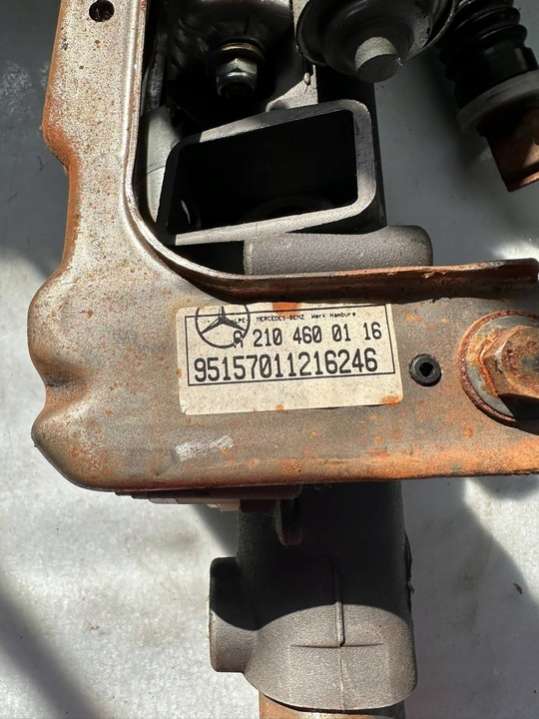 MERCEDES-BENZ Werk Hamburg
A 210 460 01 16
95157011216246